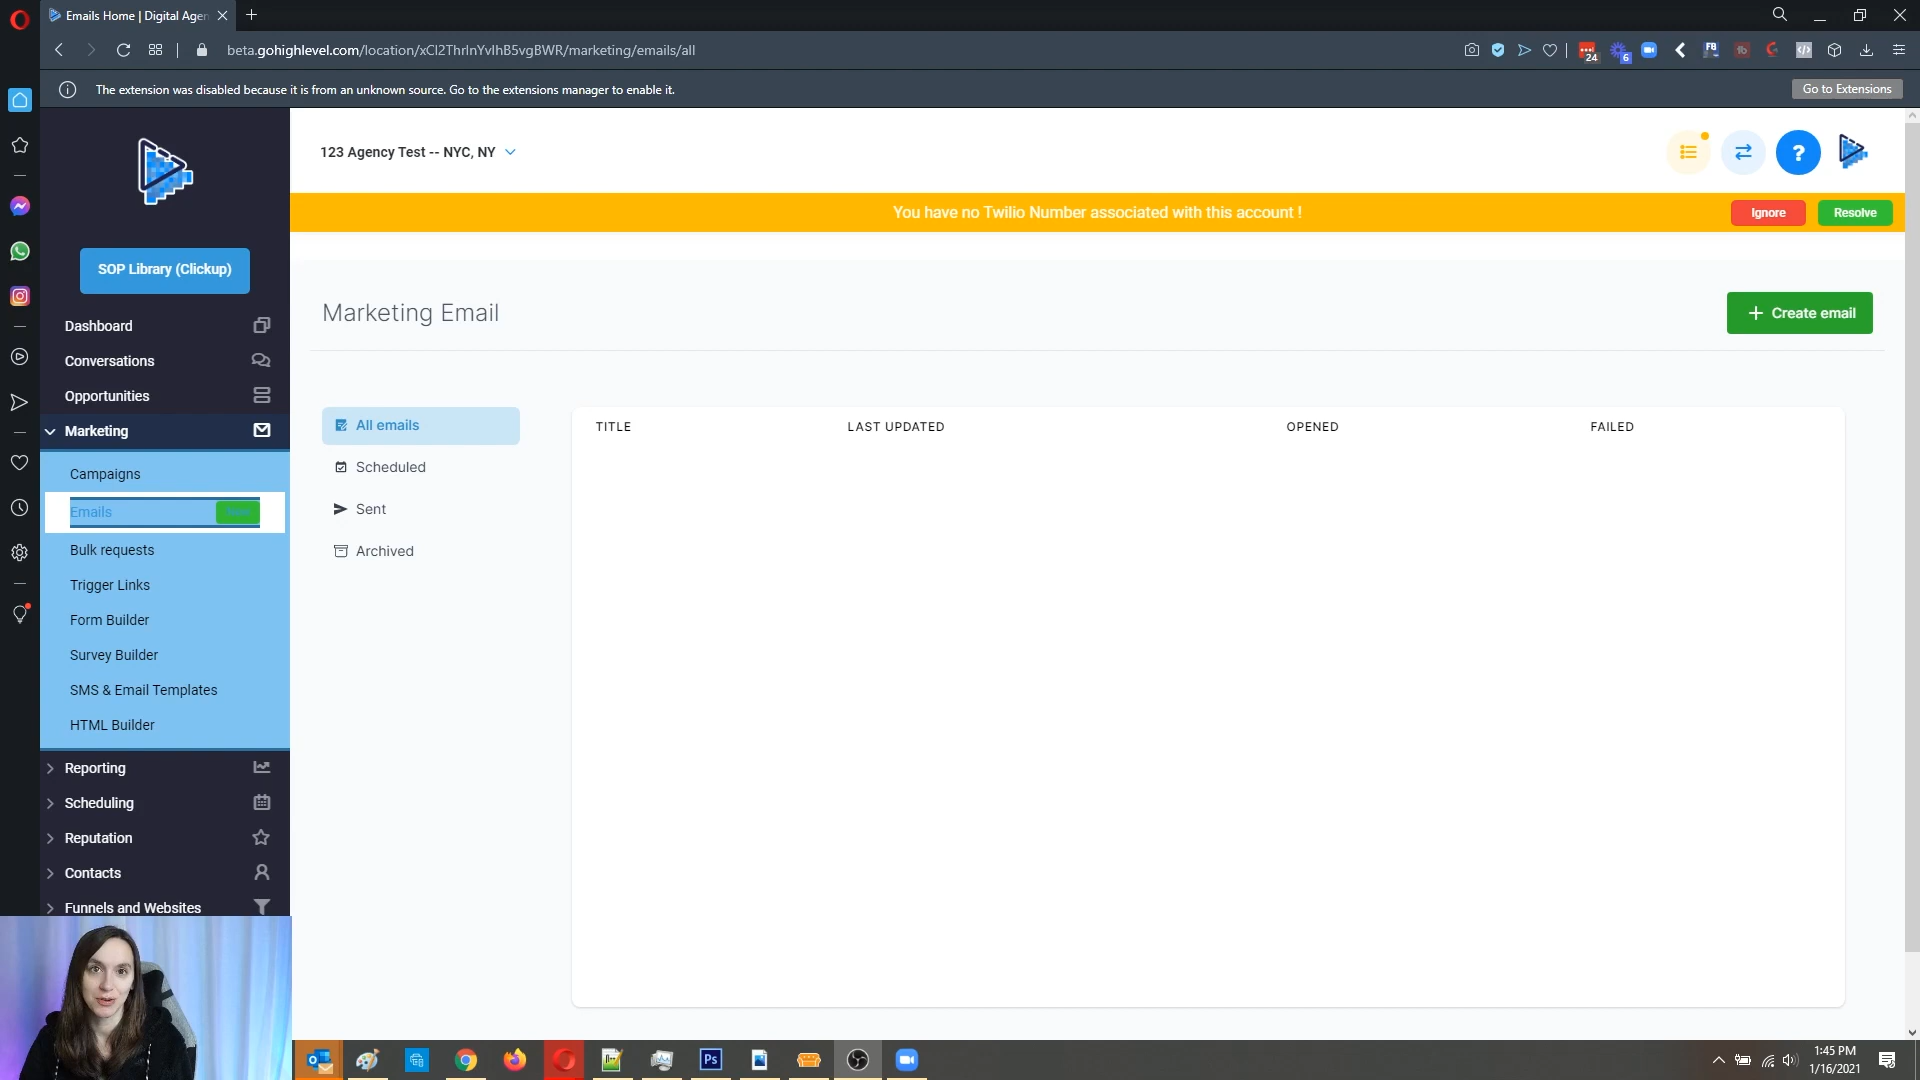 Emails Home | Digital Agen
beta.gohighlevel.com/location/xCl2ThrlnYvIhB5vgBWR/marketing/emails/all
24
6
FB
The extension was disabled because it is from an unknown source. Go to the extensions manager to enable it.
Go to Extensions
123 Agency Test -- NYC, NY
?
You have no Twilio Number associated with this account !
Ignore
Resolve
SOP Library (Clickup)
Dashboard
Conversations
Opportunities
Marketing
Campaigns
Emails
Bulk requests
Trigger Links
Form Builder
Survey Builder
SMS & Email Templates
HTML Builder
Reporting
Scheduling
Reputation
Contacts
Funnels and Websites
Marketing Email
+ Create email
All emails
Scheduled
Sent
Archived
TITLE
LAST UPDATED
OPENED
FAILED
Ps
1:45 PM
1/16/2021